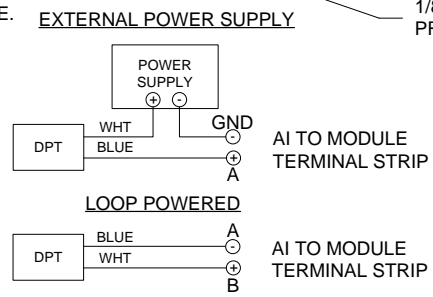 E.
EXTERNAL POWER SUPPLY
1/8
POWER
SUPPLY
+ -
WHT
GND
DPT
BLUE
-
+
A
AI TO MODULE
TERMINAL STRIP
LOOP POWERED
DPT
BLUE
WHT
A
-
+
B
AI TO MODULE
TERMINAL STRIP